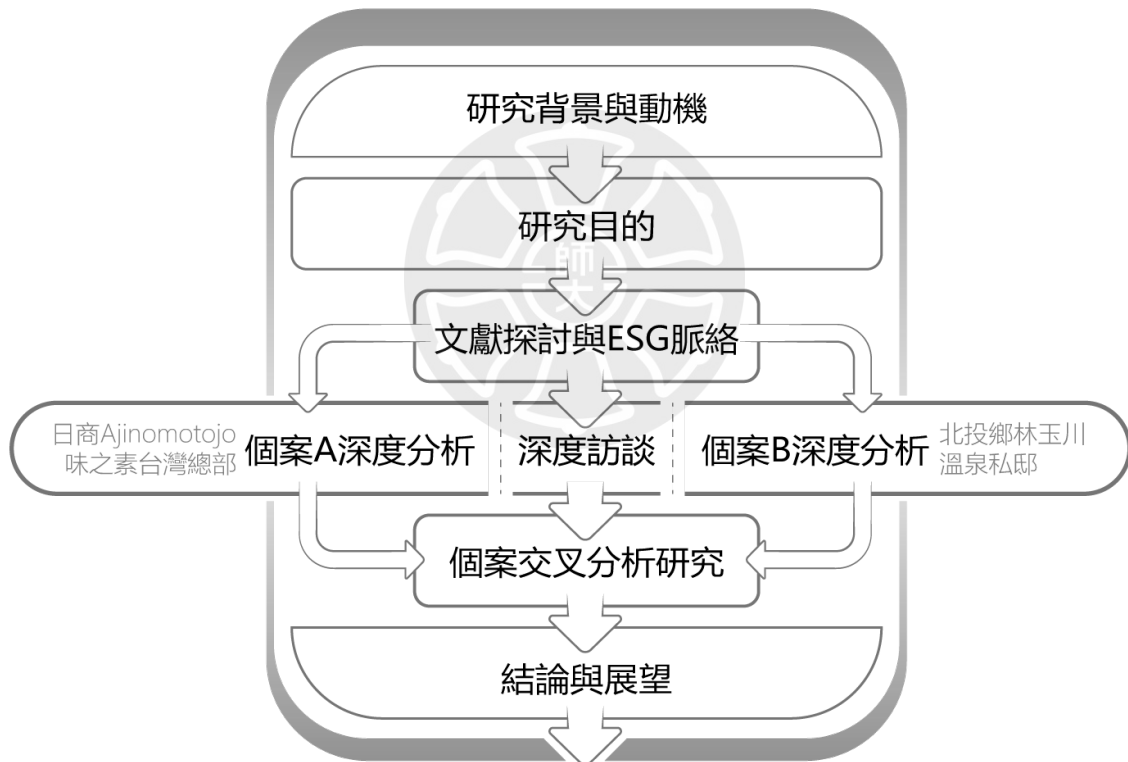 研究背景與動機
研究目的
師大
文獻探討與ESG脈絡
日商Ajinomotojo
味之素台灣總部
個案A深度分析
深度訪談
個案B深度分析
北投鄉林玉川
溫泉私邸
個案交叉分析研究
結論與展望